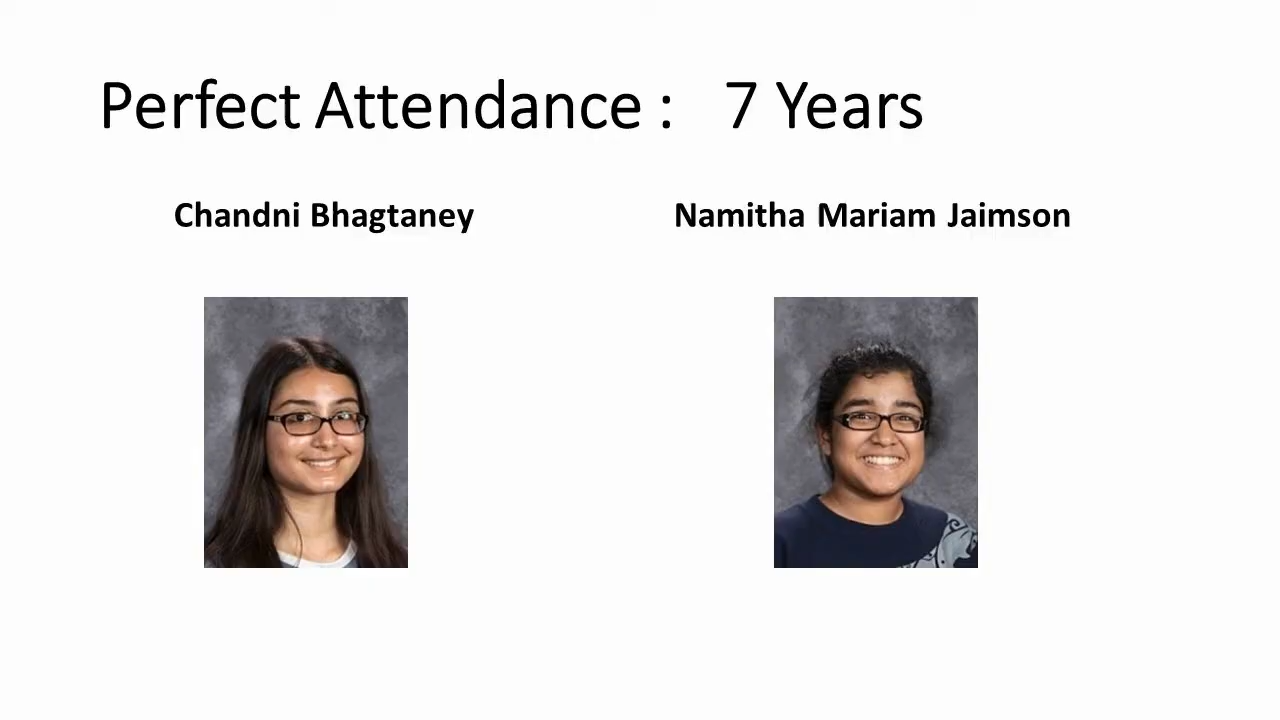 Perfect Attendance :   7 Years
Chandni Bhagtaney
Namitha Mariam Jaimson